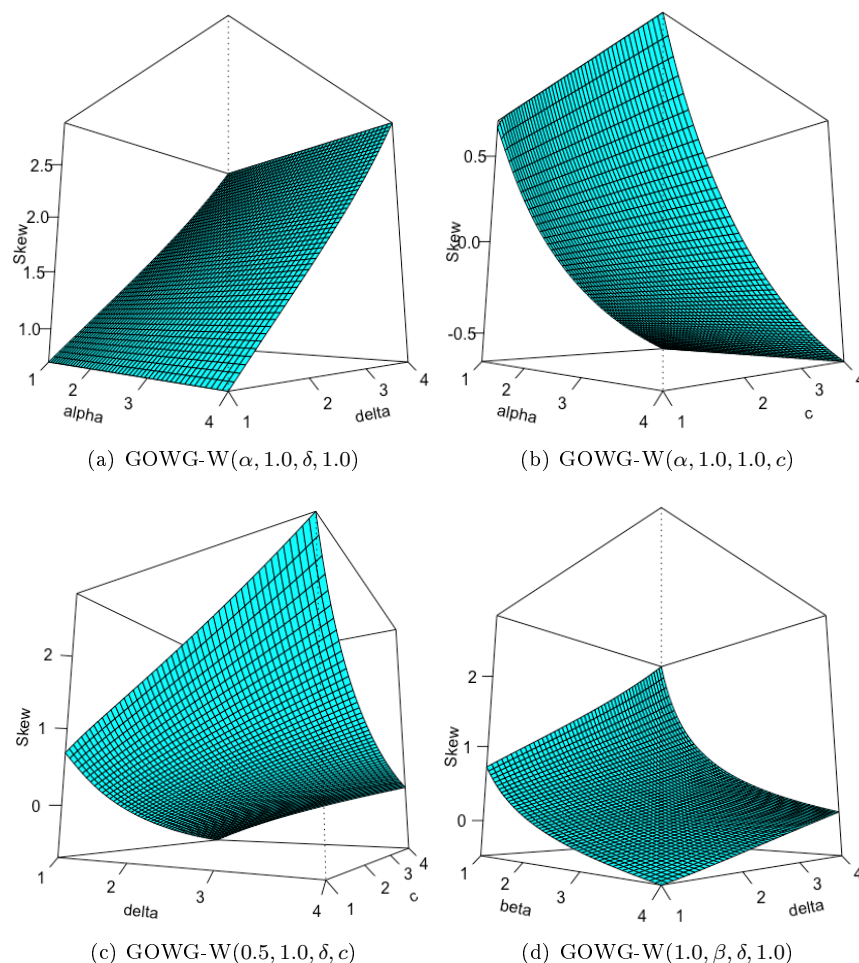 2.5
2.0
1.5
1.0
Skew
1
2
3
4
alpha
1
2
3
4
delta
(a) GOWG-W(α, 1.0, δ, 1.0)
0.5
0.0
-0.5
Skew
1
2
3
4
alpha
1
2
3
4
c
(b) GOWG-W(α, 1.0, 1.0, c)
2
1
0
Skew
1
2
3
4
delta
1
2
3
4
c
(c) GOWG-W(0.5, 1.0, δ, c)
2
1
0
Skew
1
2
3
4
beta
1
2
3
4
delta
(d) GOWG-W(1.0, β, δ, 1.0)